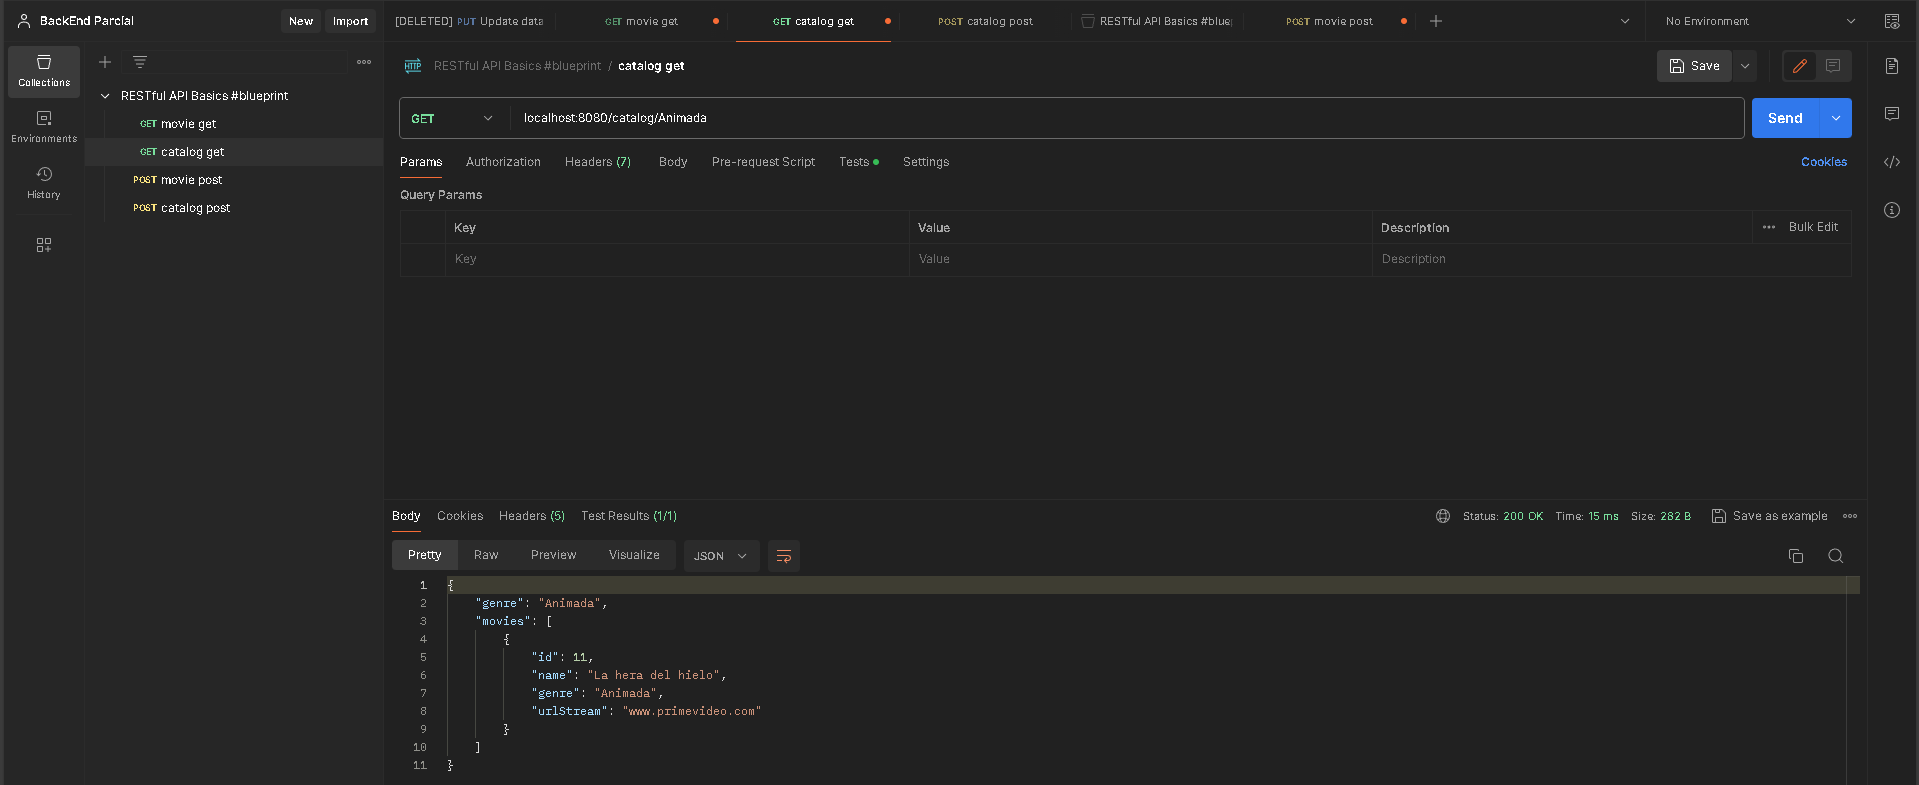 BackEnd Parcial
New
Import
[DELETED] PUT Update data
GET movie get
GET catalog get
POST catalog post
RESTful API Basics #blue
POST movie post
No Environment
Collections
Environments
History
RESTful API Basics #blueprint
GET movie get
GET catalog get
POST movie post
POST catalog post
HTTP RESTful API Basics #blueprint / catalog get
Save
GET
localhost:8080/catalog/Animada
Send
Params Authorization Headers (7) Body Pre-request Script Tests Settings
Cookies
Query Params
Key Value Description Bulk Edit
Key Value Description
Body Cookies Headers (5) Test Results (1/1)
Status: 200 OK Time: 15 ms Size: 282 B Save as example
Pretty Raw Preview Visualize JSON
1 {
2 "genre": "Animada",
3 "movies": [
4 {
5 "id": 11,
6 "name": "La hera del hielo",
7 "genre": "Animada",
8 "urlStream": "www.primevideo.com"
9 }
10 ]
11 }